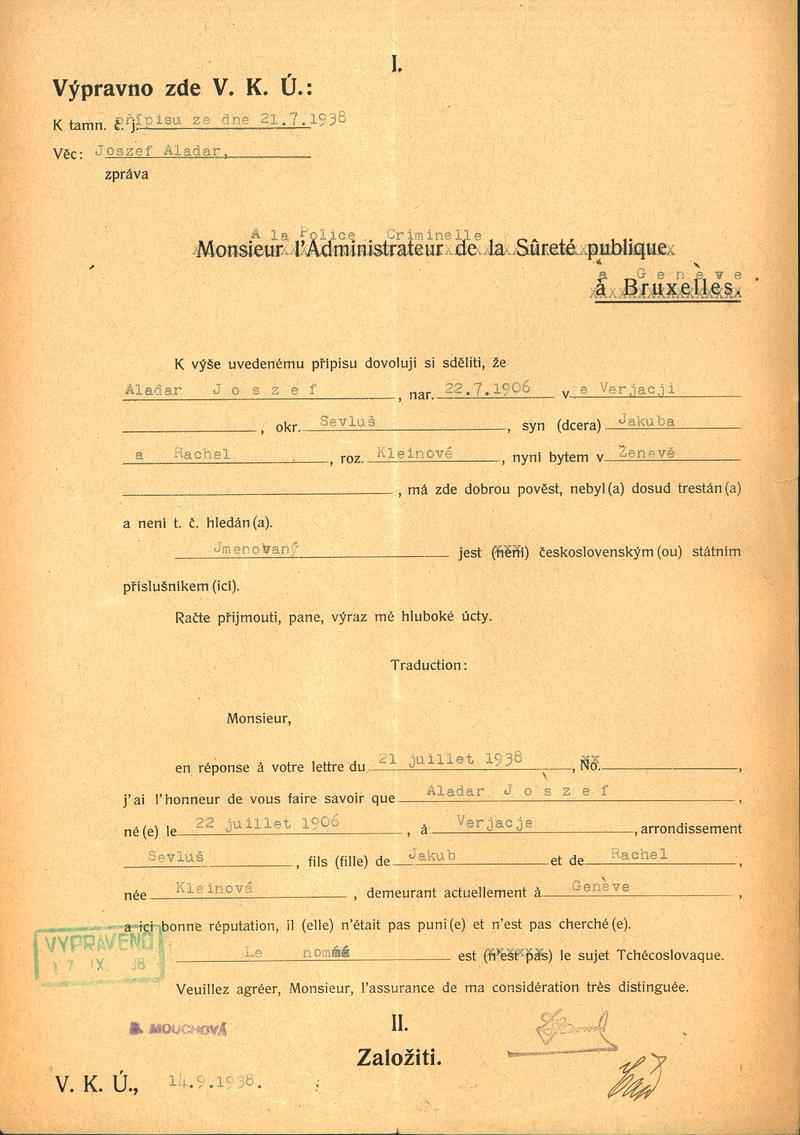 I.
Výpravno zde V. K. Ú.:
K tamn. č. j. přípisu ze dne 21.7.1938
Věc: Joszef Aladar,
zpráva
A la Police Criminelle
Monsieur l'Administrateur de la Sûreté publique
à Genève.
à Bruxelles.
K výše uvedenému přípisu dovoluji si sděliti, že
Aladar Joszef, nar. 22.7.1906 v e Verjacji
, okr. Sevluš, syn (dcera) Jakuba
a Rachel, roz. Kleinové, nyní bytem v Ženevě
, má zde dobrou pověst, nebyl(a) dosud trestán(a)
a není t. č. hledán(a).
Jmenovaný jest (není) československým(ou) státním
příslušníkem(icí).
Račte přijmouti, pane, výraz mé hluboké úcty.
Traduction:
Monsieur,
en réponse à votre lettre du 21 juillet 1938, No.,
j'ai l'honneur de vous faire savoir que Aladar Joszef,
né(e) le 22 juillet 1906, à Verjacje, arrondissement
Sevluš, fils (fille) de Jakub et de Rachel,
née Kleinová, demeurant actuellement à Genève,
a ici bonne réputation, il (elle) n'était pas puni(e) et n'est pas cherché(e).
VYPRAVENO
17 IX. 38
Le nommé est (n'est pas) le sujet Tchécoslovaque.
Veuillez agréer, Monsieur, l'assurance de ma considération très distinguée.
MOUCHOVÁ
II.
Založiti.
V. K. Ú., 14.9.1938.